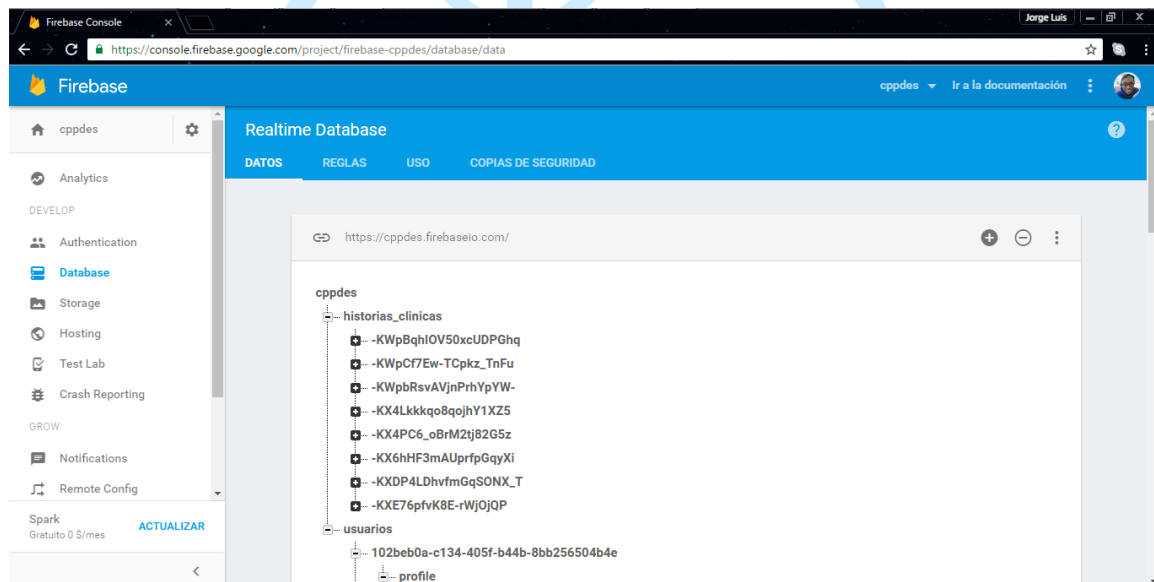 Firebase Console
Jorge Luis
https://console.firebase.google.com/project/firebase-cppdes/database/data
Firebase
cppdes
Ir a la documentación
cppdes
Analytics
DEVELOP
Authentication
Database
Storage
Hosting
Test Lab
Crash Reporting
GROW
Notifications
Remote Config
Spark
Gratuito 0 $/mes
ACTUALIZAR
Realtime Database
DATOS REGLAS USO COPIAS DE SEGURIDAD
https://cppdes.firebaseio.com/
cppdes
historias_clinicas
-KWpBqhlOV50xcUDPGhq
-KWpCf7Ew-TCpkz_TnFu
-KWpbRsvAVjnPrhYpYW-
-KX4Lkkkqo8qojhY1XZ5
-KX4PC6_oBrM2tj82G5z
-KX6hHF3mAUprfpGqyXi
-KXDP4LDhvfmGqSONX_T
-KXE76pfvK8E-rWjOjQP
usuarios
102beb0a-c134-405f-b44b-8bb256504b4e
profile